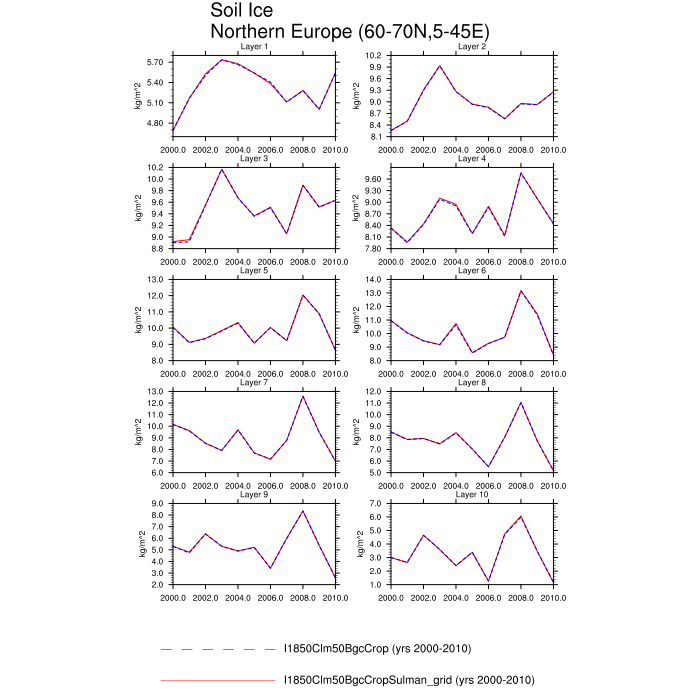 Soil Ice
Northern Europe (60-70N,5-45E)
Layer 1
Layer 2
kg/m^2
5.70
5.40
5.10
4.80
kg/m^2
10.2
9.9
9.6
9.3
9.0
8.7
8.4
8.1
2000.0 2002.0 2004.0 2006.0 2008.0 2010.0
2000.0 2002.0 2004.0 2006.0 2008.0 2010.0
Layer 3
Layer 4
kg/m^2
10.2
10.0
9.8
9.6
9.4
9.2
9.0
8.8
kg/m^2
9.60
9.30
9.00
8.70
8.40
8.10
7.80
2000.0 2002.0 2004.0 2006.0 2008.0 2010.0
2000.0 2002.0 2004.0 2006.0 2008.0 2010.0
Layer 5
Layer 6
kg/m^2
13.0
12.0
11.0
10.0
9.0
8.0
kg/m^2
14.0
13.0
12.0
11.0
10.0
9.0
8.0
2000.0 2002.0 2004.0 2006.0 2008.0 2010.0
2000.0 2002.0 2004.0 2006.0 2008.0 2010.0
Layer 7
Layer 8
kg/m^2
13.0
12.0
11.0
10.0
9.0
8.0
7.0
6.0
kg/m^2
12.0
11.0
10.0
9.0
8.0
7.0
6.0
5.0
2000.0 2002.0 2004.0 2006.0 2008.0 2010.0
2000.0 2002.0 2004.0 2006.0 2008.0 2010.0
Layer 9
Layer 10
kg/m^2
9.0
8.0
7.0
6.0
5.0
4.0
3.0
2.0
kg/m^2
7.0
6.0
5.0
4.0
3.0
2.0
1.0
2000.0 2002.0 2004.0 2006.0 2008.0 2010.0
2000.0 2002.0 2004.0 2006.0 2008.0 2010.0
I1850Clm50BgcCrop (yrs 2000-2010)
I1850Clm50BgcCropSulman_grid (yrs 2000-2010)